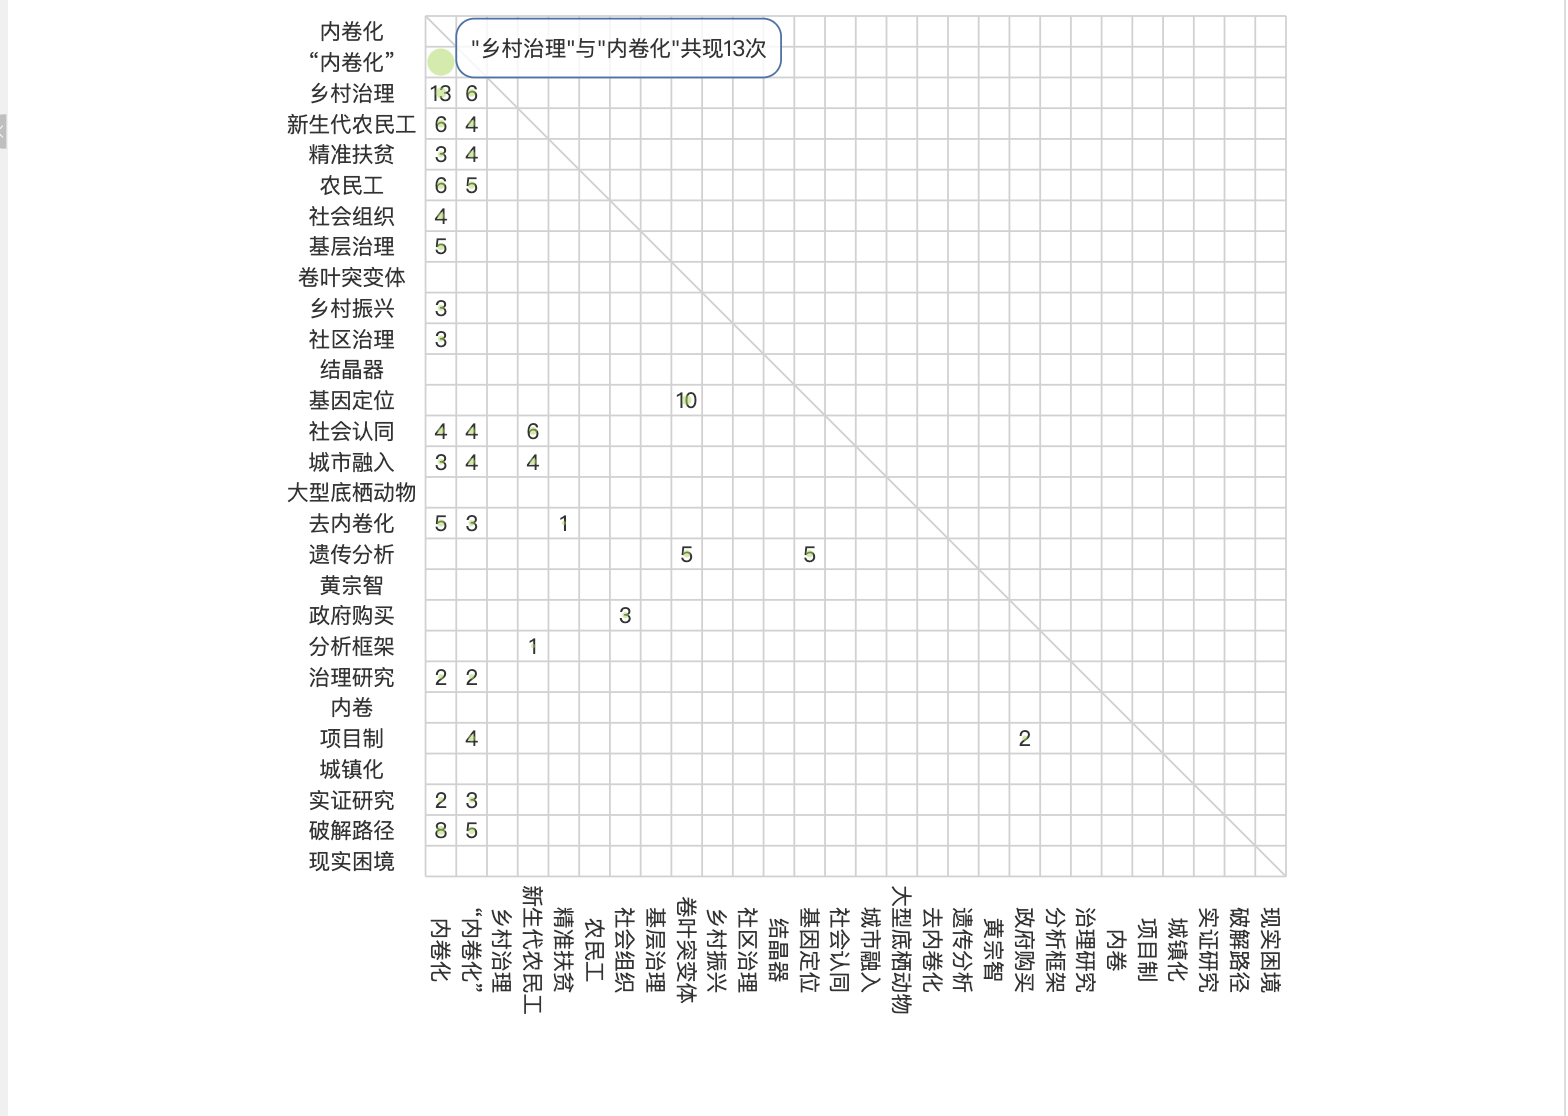 内卷化
"乡村治理"与"内卷化"共现13次
“内卷化”
乡村治理 13 6
新生代农民工 6 4
精准扶贫 3 4
农民工 6 5
社会组织 4
基层治理 5
卷叶突变体
乡村振兴 3
社区治理 3
结晶器
基因定位 10
社会认同 4 4 6
城市融入 3 4 4
大型底栖动物
去内卷化 5 3 1
遗传分析 5 5
黄宗智
政府购买 3
分析框架 1
治理研究 2 2
内卷
项目制 4 2
城镇化
实证研究 2 3
破解路径 8 5
现实困境
内卷化
“内卷化”
乡村治理
新生代农民工
精准扶贫
农民工
社会组织
基层治理
卷叶突变体
乡村振兴
社区治理
结晶器
基因定位
社会认同
城市融入
大型底栖动物
去内卷化
遗传分析
黄宗智
政府购买
分析框架
治理研究
内卷
项目制
城镇化
实证研究
破解路径
现实困境